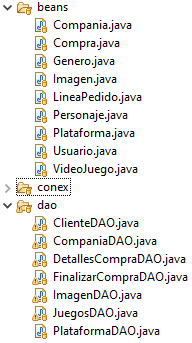 beans
Compania.java
Compra.java
Genero.java
Imagen.java
LineaPedido.java
Personaje.java
Plataforma.java
Usuario.java
VideoJuego.java
conex
dao
ClienteDAO.java
CompaniaDAO.java
DetallesCompraDAO.java
FinalizarCompraDAO.java
ImagenDAO.java
JuegosDAO.java
PlataformaDAO.java